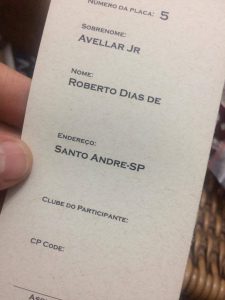 NÚMERO DA PLACA: 5
SOBRENOME:
AVELLAR JR
NOME:
ROBERTO DIAS DE
ENDEREÇO:
SANTO ANDRE-SP
CLUBE DO PARTICIPANTE:
CP CODE: